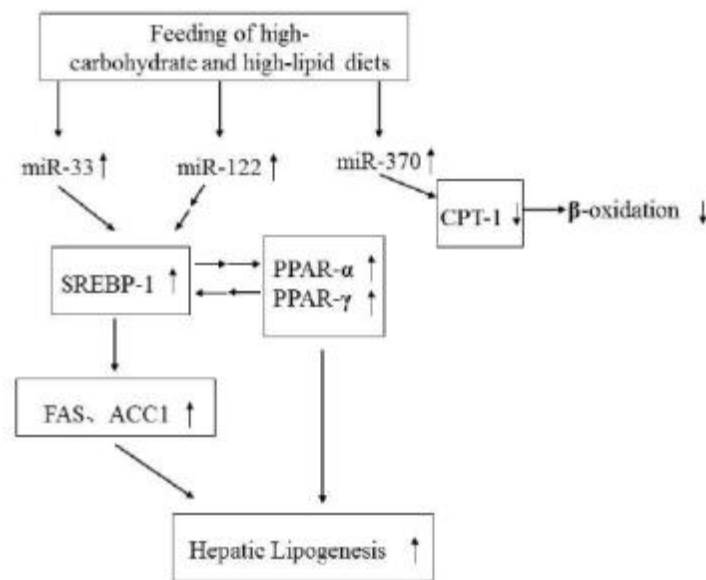 Feeding of high-
carbohydrate and high-lipid diets
miR-33↑
miR-122↑
miR-370↑
CPT-1↓
β-oxidation ↓
SREBP-1 ↑
PPAR-α ↑
PPAR-γ ↑
FAS、ACC1 ↑
Hepatic Lipogenesis ↑